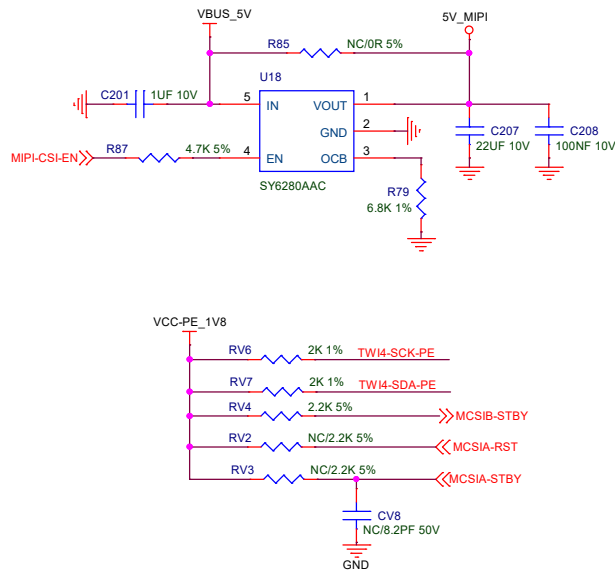 VBUS_5V
5V_MIPI
R85
NC/0R 5%
U18
C201
1UF 10V
5
IN
VOUT
1
GND
2
C207
22UF 10V
C208
100NF 10V
MIPI-CSI-EN
R87
4.7K 5%
4
EN
OCB
3
SY6280AAC
R79
6.8K 1%
VCC-PE_1V8
RV6
2K 1%
TWI4-SCK-PE
RV7
2K 1%
TWI4-SDA-PE
RV4
2.2K 5%
MCSIB-STBY
RV2
NC/2.2K 5%
MCSIA-RST
RV3
NC/2.2K 5%
MCSIA-STBY
CV8
NC/8.2PF 50V
GND